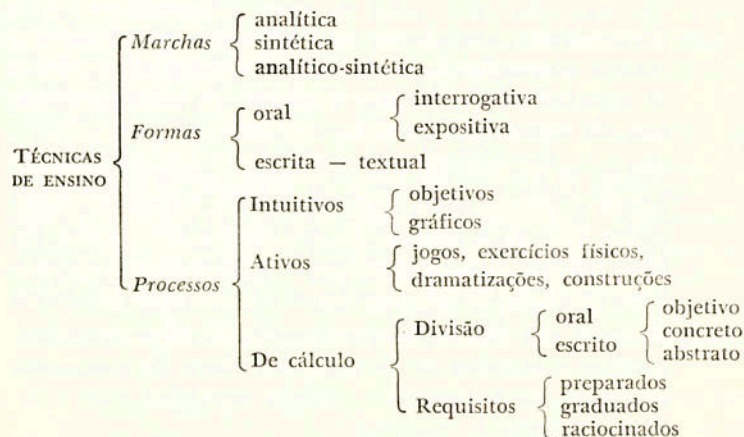 TÉCNICAS
DE ENSINO
Marchas
analítica
sintética
analítico-sintética
Formas
oral
interrogativa
expositiva
escrita — textual
Processos
Intuitivos
objetivos
gráficos
Ativos
jogos, exercícios físicos,
dramatizações, construções
De cálculo
Divisão
oral
escrito
objetivo
concreto
abstrato
Requisitos
preparados
graduados
raciocinados